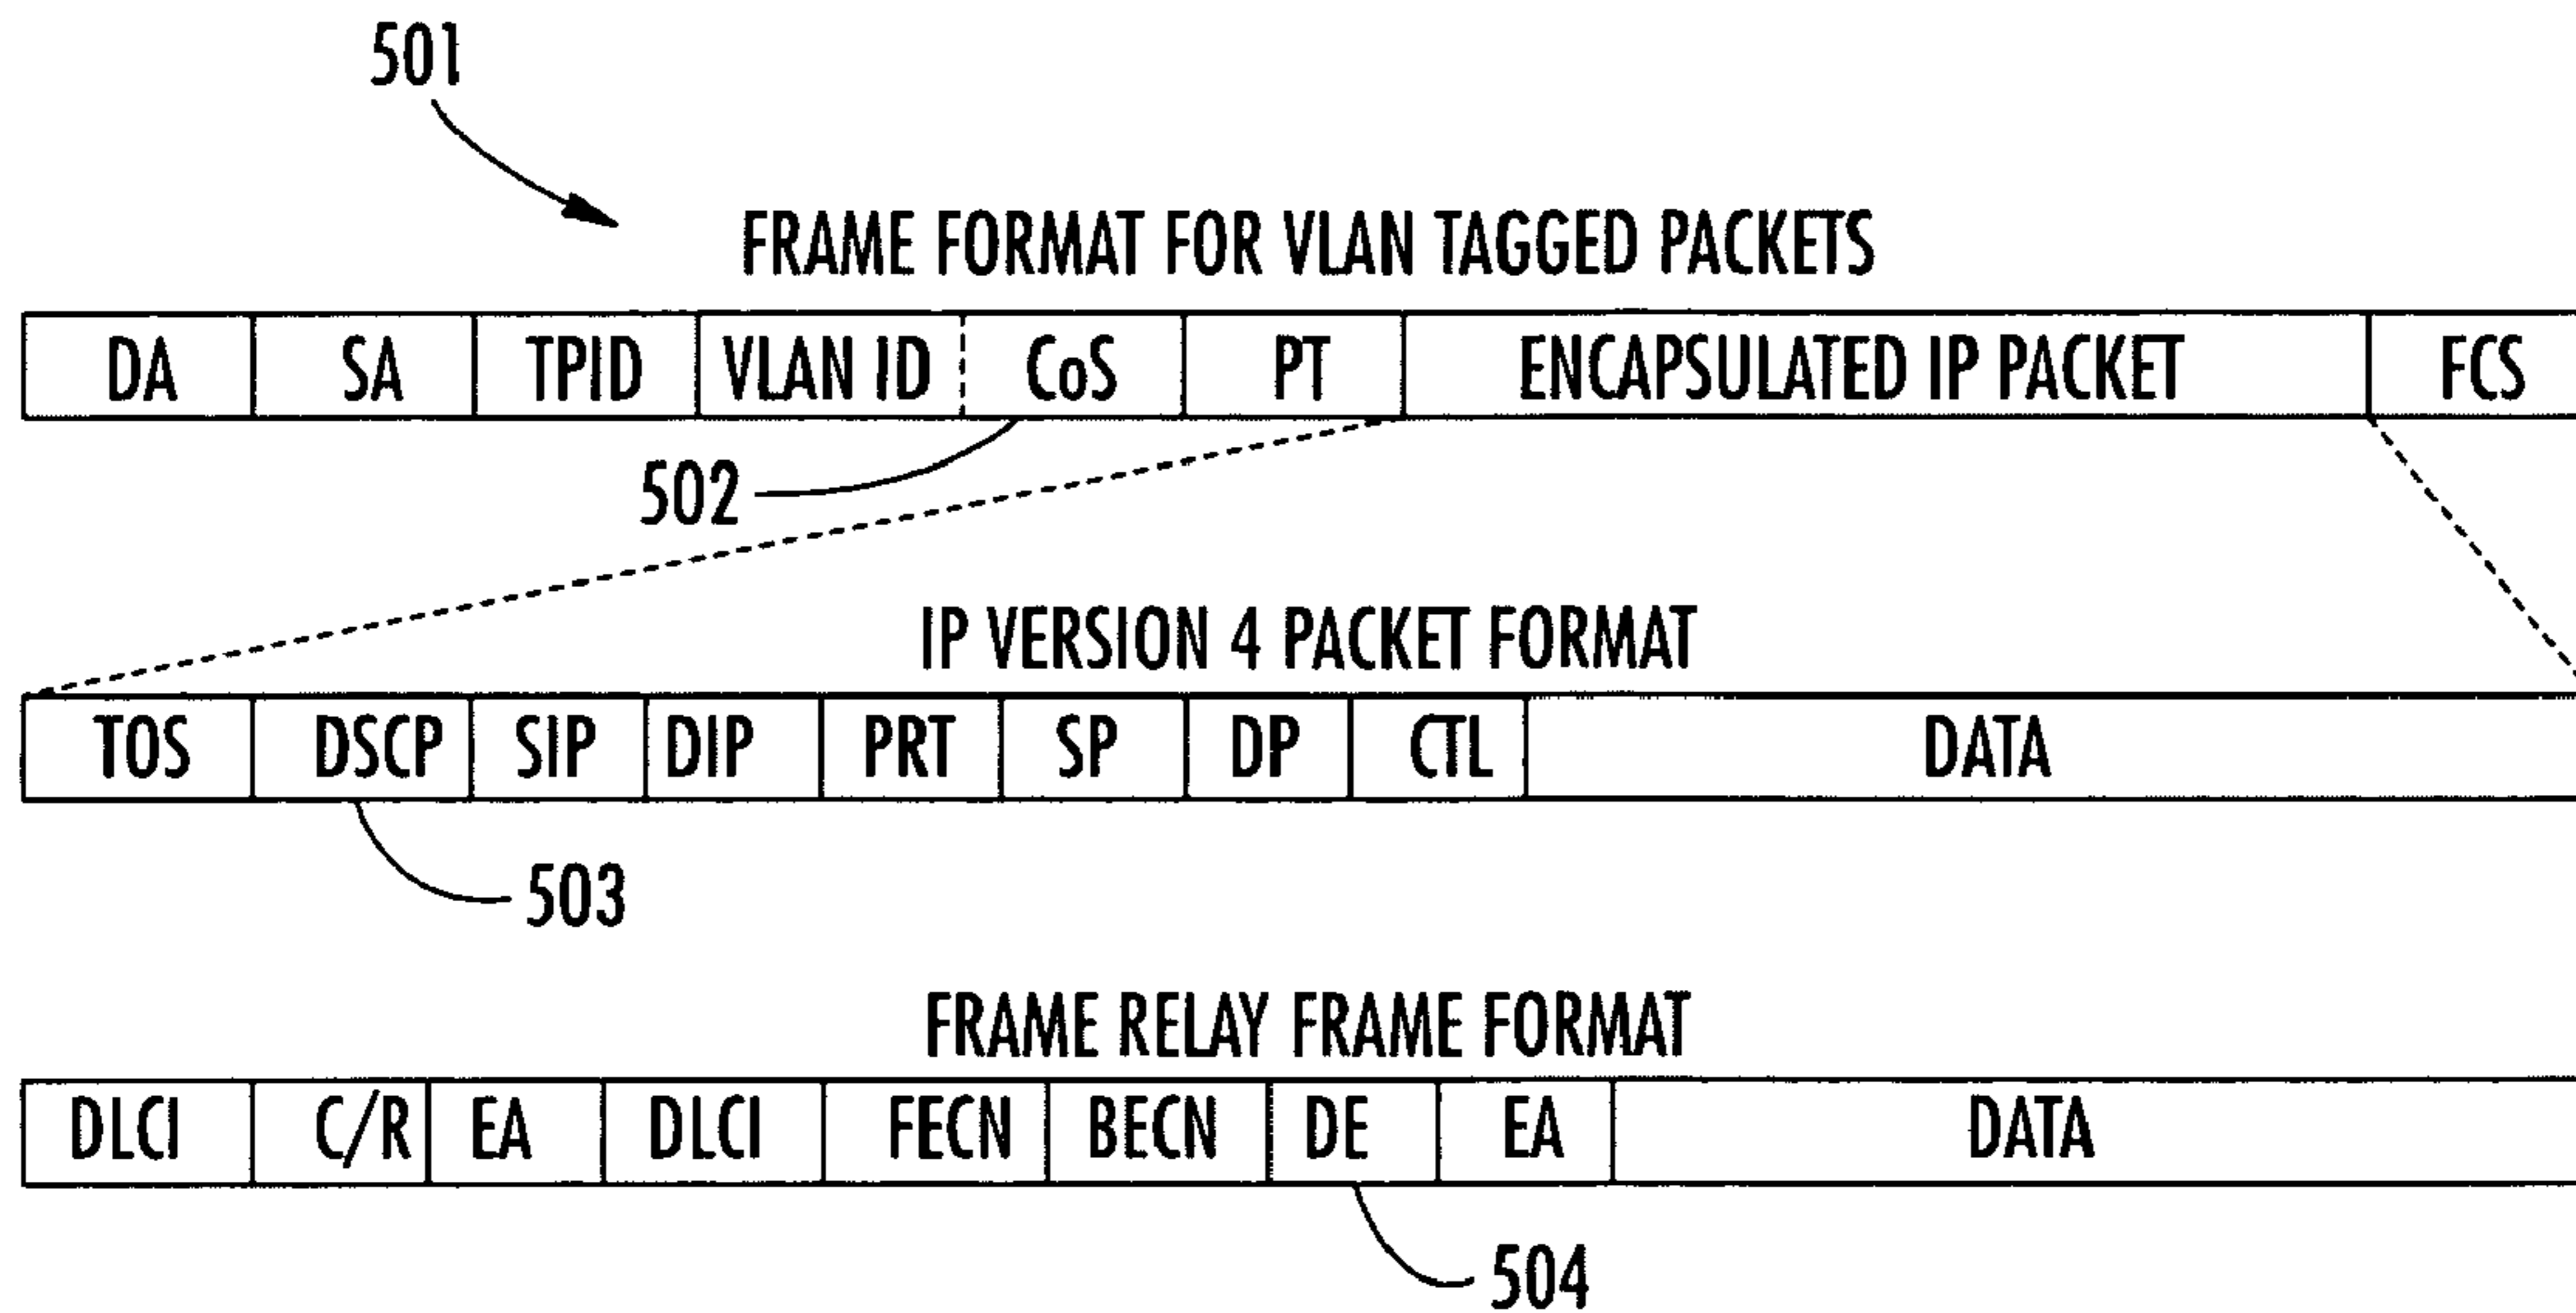 501
FRAME FORMAT FOR VLAN TAGGED PACKETS
DA SA TPID VLAN ID CoS PT ENCAPSULATED IP PACKET FCS
502
IP VERSION 4 PACKET FORMAT
TOS DSCP SIP DIP PRT SP DP CTL DATA
503
FRAME RELAY FRAME FORMAT
DLCI C/R EA DLCI FECN BECN DE EA DATA
504